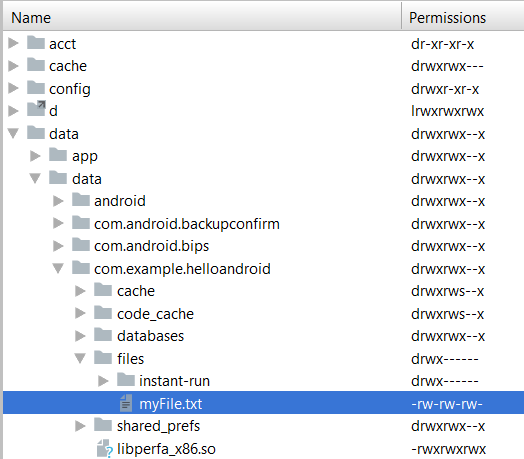 Name Permissions
acct dr-xr-xr-x
cache drwxrwx---
config drwxr-xr-x
d lrwxrwxrwx
data drwxrwx--x
app drwxrwx--x
data drwxrwx--x
android drwxrwx--x
com.android.backupconfirm drwxrwx--x
com.android.bips drwxrwx--x
com.example.helloandroid drwxrwx--x
cache drwxrws--x
code_cache drwxrws--x
databases drwxrwx--x
files drwx------
instant-run drwx------
myFile.txt -rw-rw-rw-
shared_prefs drwxrwx--x
libperfa_x86.so -rwxrwxrwx